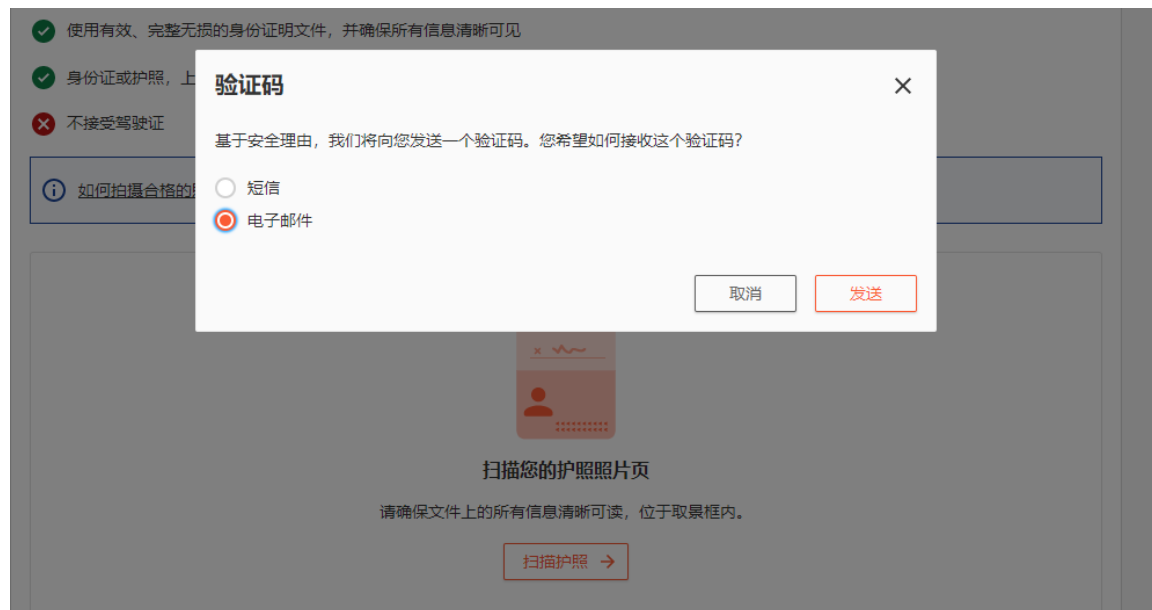 使用有效、完整无损的身份证明文件，并确保所有信息清晰可见
身份证或护照，上
不接受驾驶证
如何拍摄合格的
验证码
基于安全理由，我们将向您发送一个验证码。您希望如何接收这个验证码？
短信
电子邮件
取消
发送
扫描您的护照照片页
请确保文件上的所有信息清晰可读，位于取景框内。
扫描护照 →